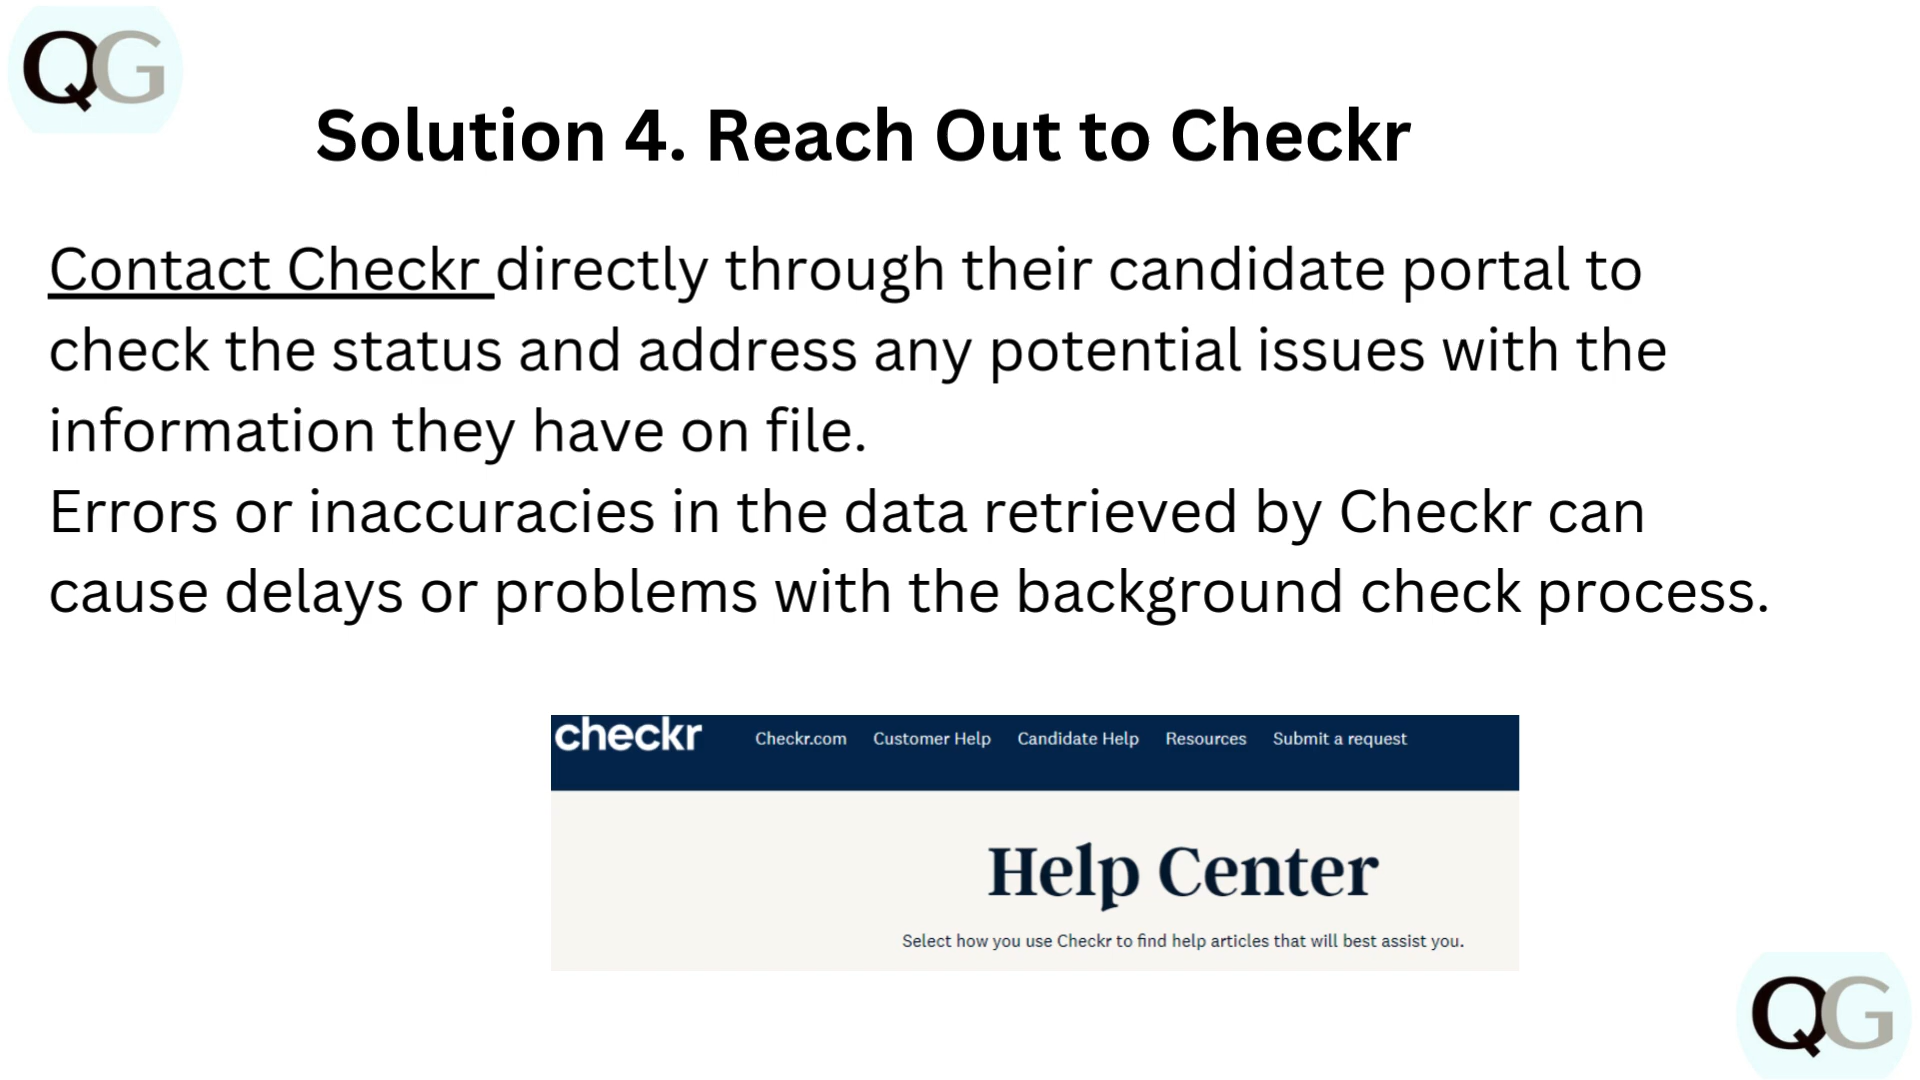 QG
Solution 4. Reach Out to Checkr
Contact Checkr directly through their candidate portal to
check the status and address any potential issues with the
information they have on file.
Errors or inaccuracies in the data retrieved by Checkr can
cause delays or problems with the background check process.
checkr Checkr.com Customer Help Candidate Help Resources Submit a request
Help Center
Select how you use Checkr to find help articles that will best assist you.
QG